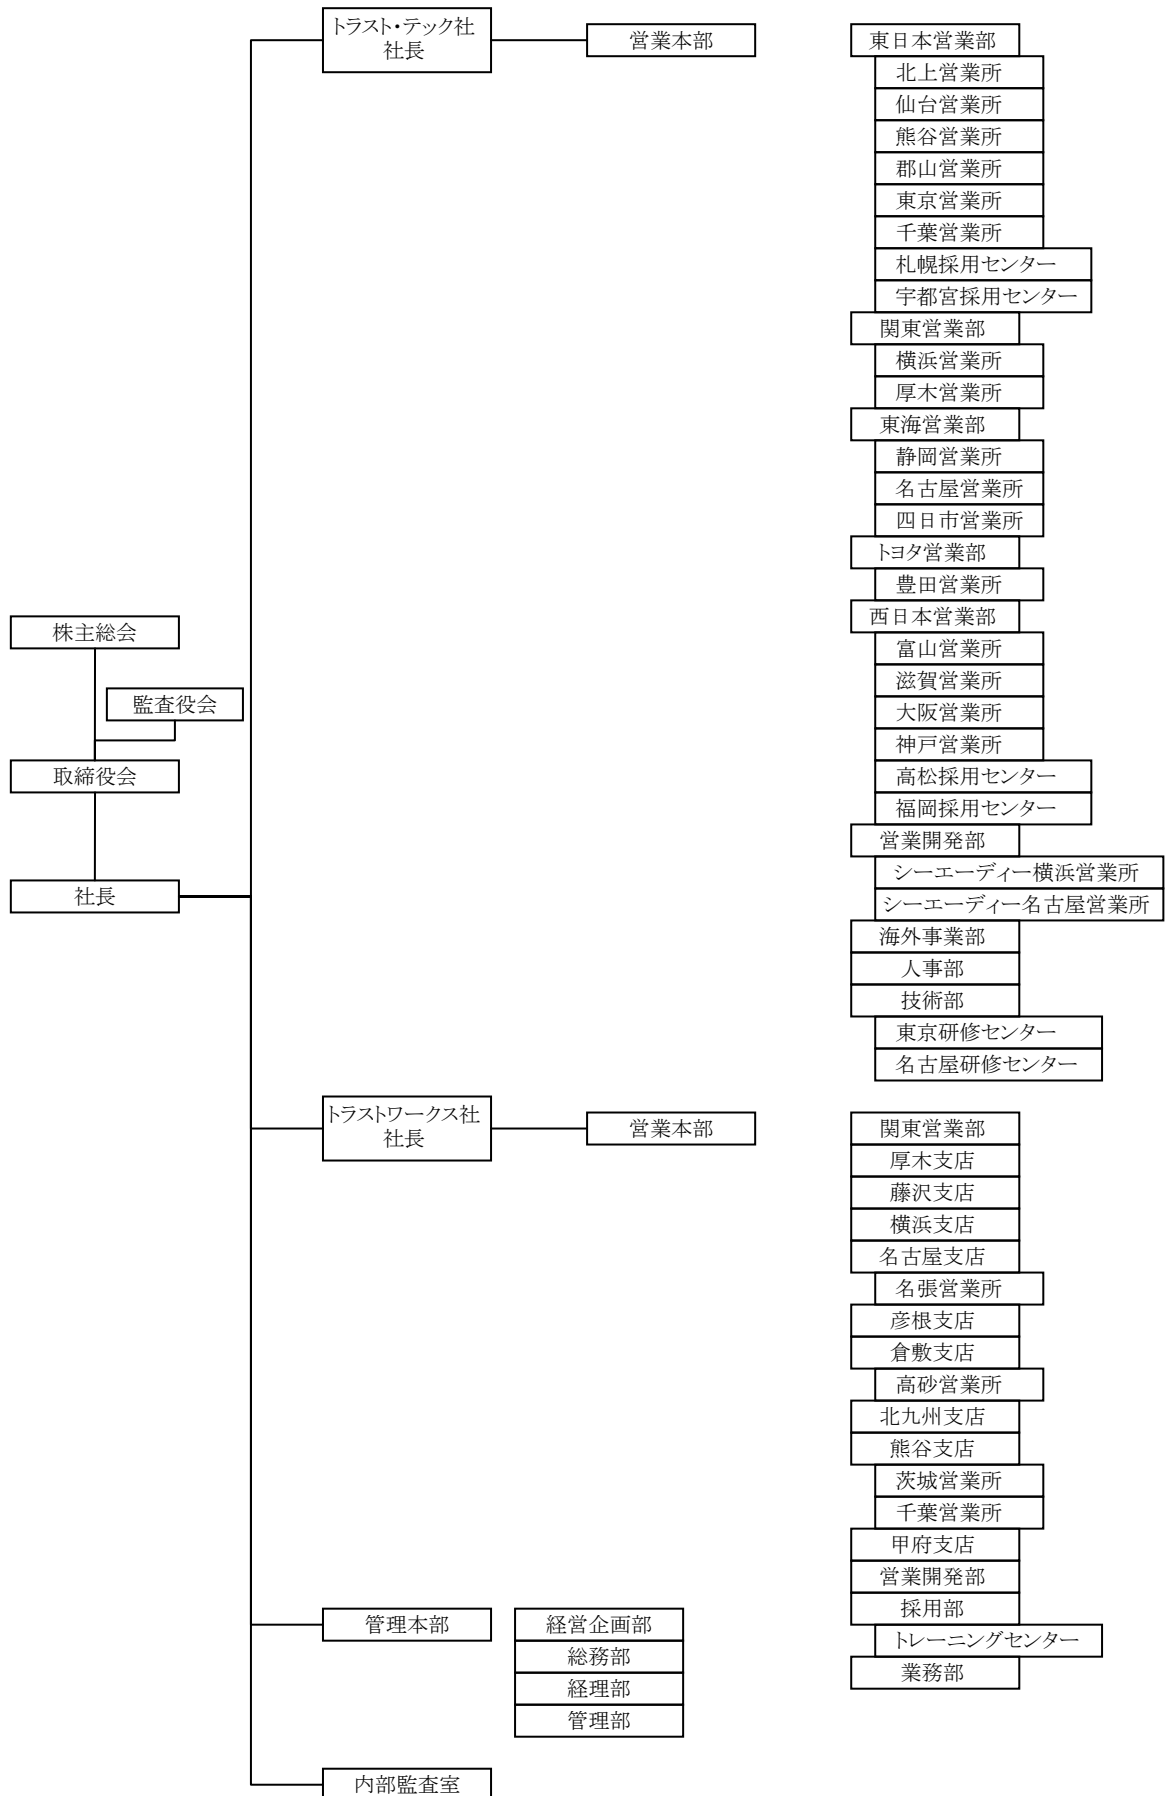 トラスト・テック社
社長
営業本部
東日本営業部
北上営業所
仙台営業所
熊谷営業所
郡山営業所
東京営業所
千葉営業所
札幌採用センター
宇都宮採用センター
関東営業部
横浜営業所
厚木営業所
東海営業部
静岡営業所
名古屋営業所
四日市営業所
トヨタ営業部
豊田営業所
西日本営業部
富山営業所
滋賀営業所
大阪営業所
神戸営業所
高松採用センター
福岡採用センター
営業開発部
シーエーディー横浜営業所
シーエーディー名古屋営業所
海外事業部
人事部
技術部
東京研修センター
名古屋研修センター
株主総会
監査役会
取締役会
社長
トラストワークス社
社長
営業本部
関東営業部
厚木支店
藤沢支店
横浜支店
名古屋支店
名張営業所
彦根支店
倉敷支店
高砂営業所
北九州支店
熊谷支店
茨城営業所
千葉営業所
甲府支店
営業開発部
採用部
トレーニングセンター
業務部
管理本部
経営企画部
総務部
経理部
管理部
内部監査室